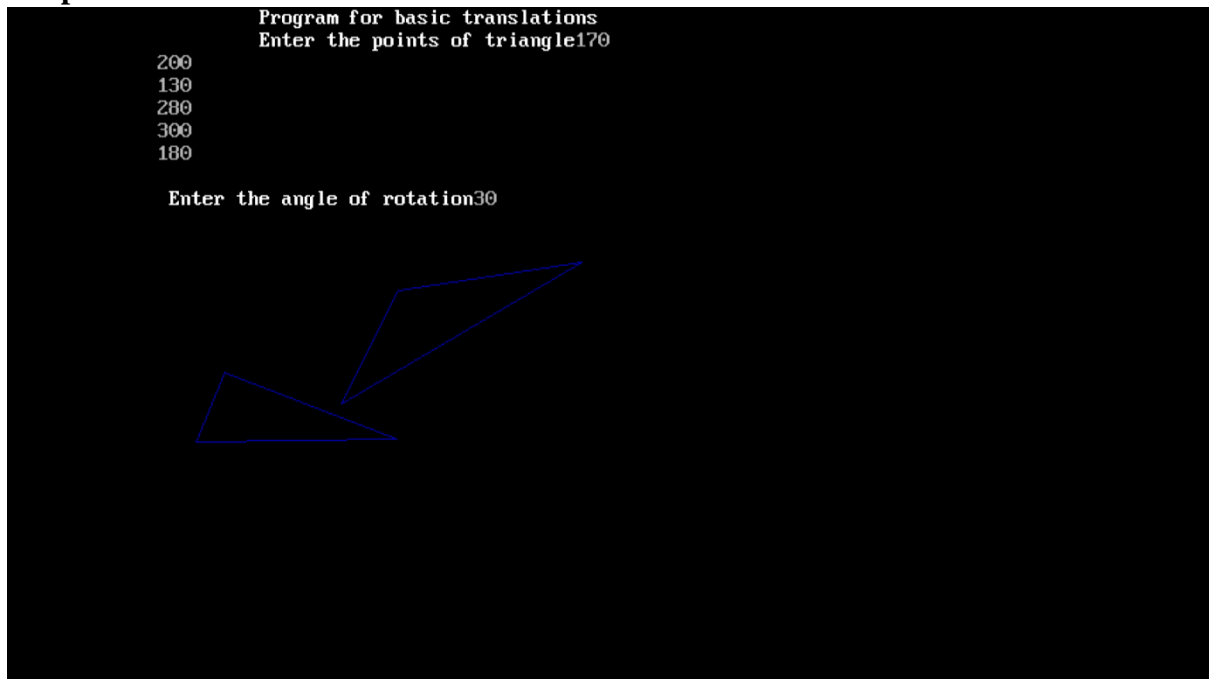 Program for basic translations
Enter the points of triangle170
200
130
280
300
180
Enter the angle of rotation30